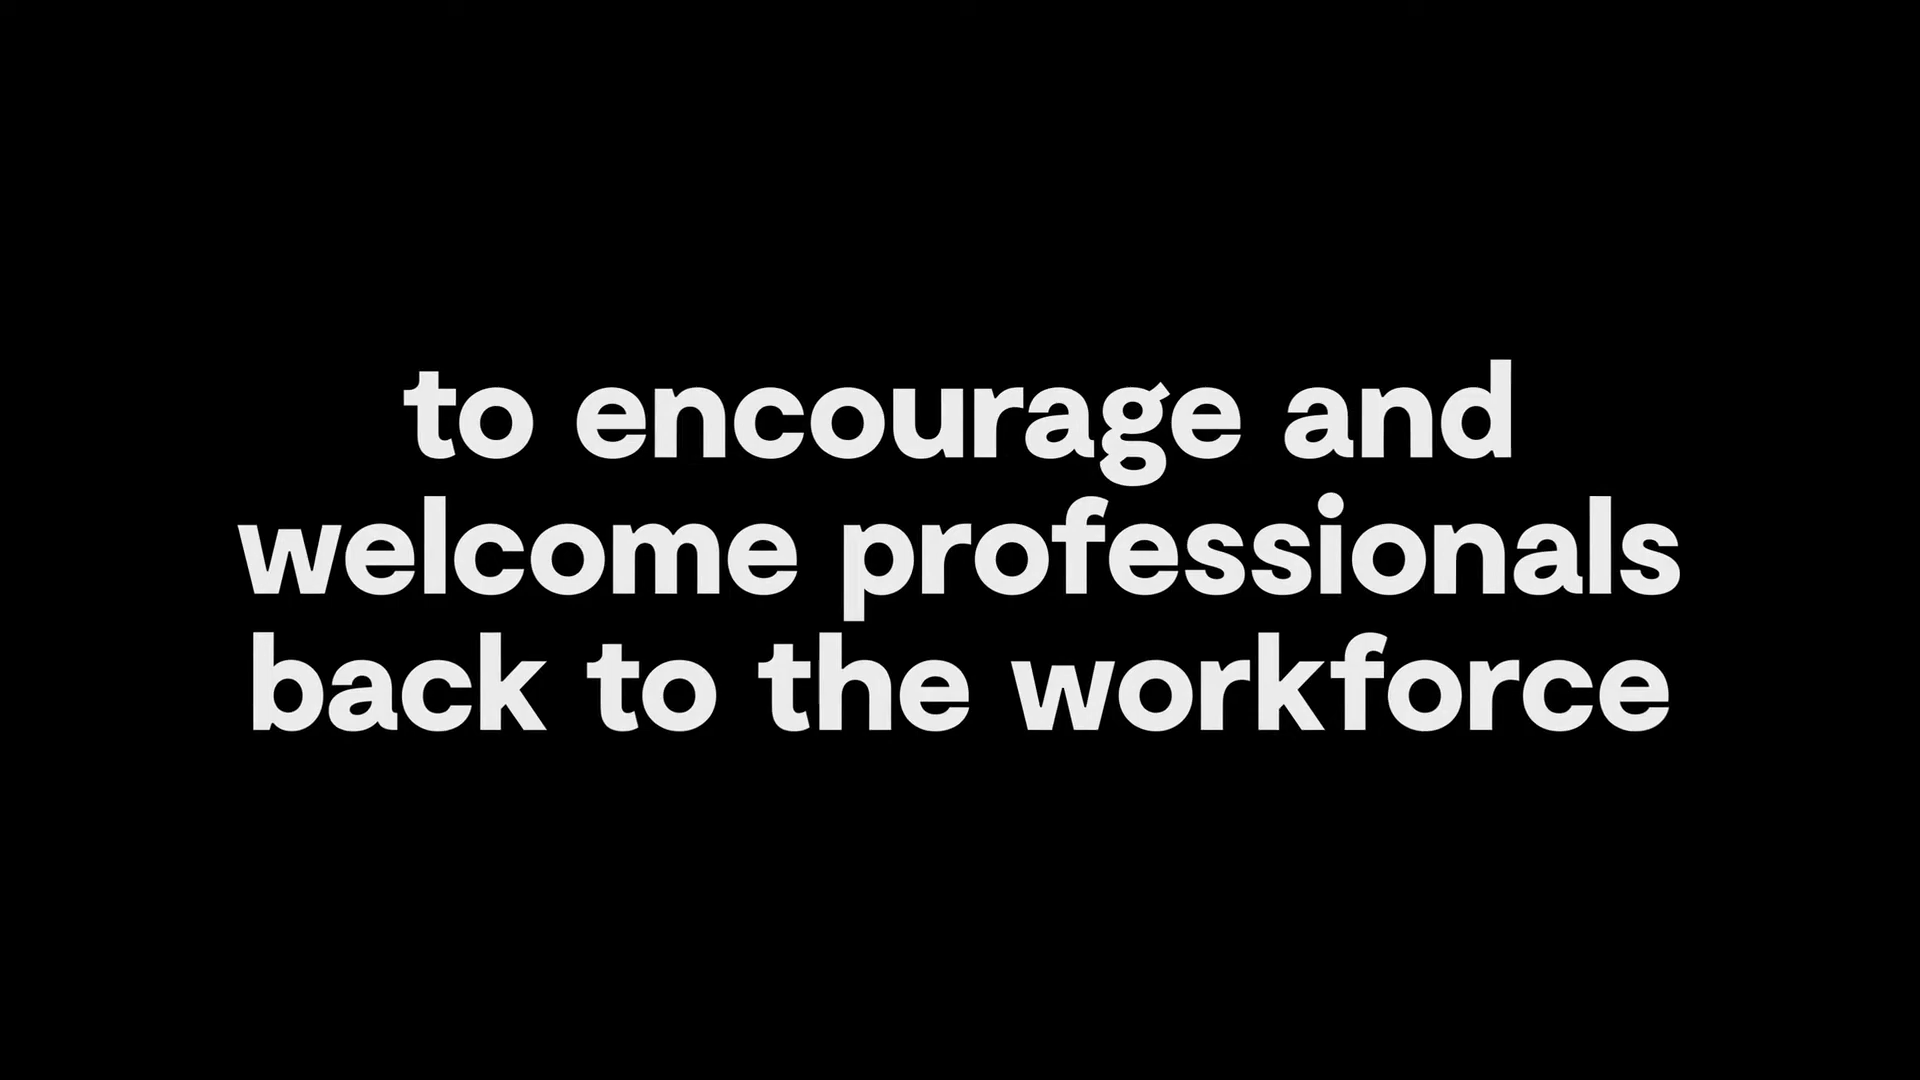 to encourage and
welcome professionals
back to the workforce